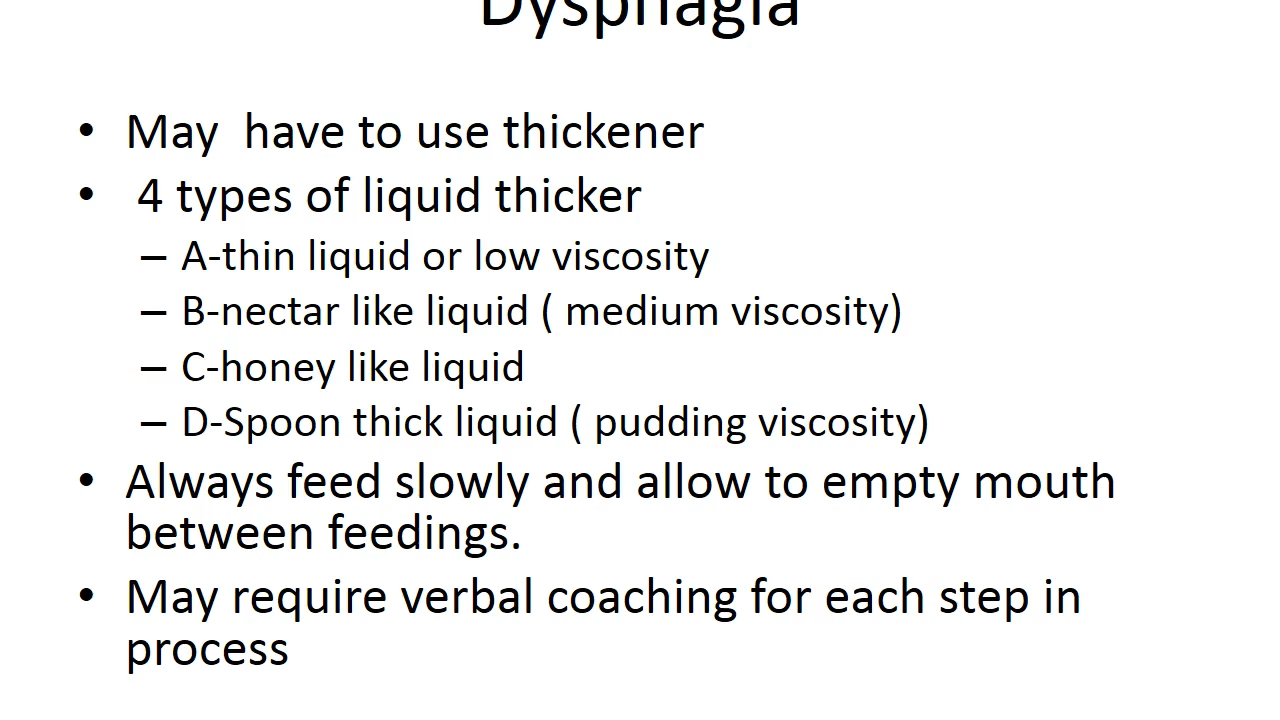 Dysphagia
• May  have to use thickener
•  4 types of liquid thicker
– A-thin liquid or low viscosity
– B-nectar like liquid ( medium viscosity)
– C-honey like liquid
– D-Spoon thick liquid ( pudding viscosity)
• Always feed slowly and allow to empty mouth
between feedings.
• May require verbal coaching for each step in
process